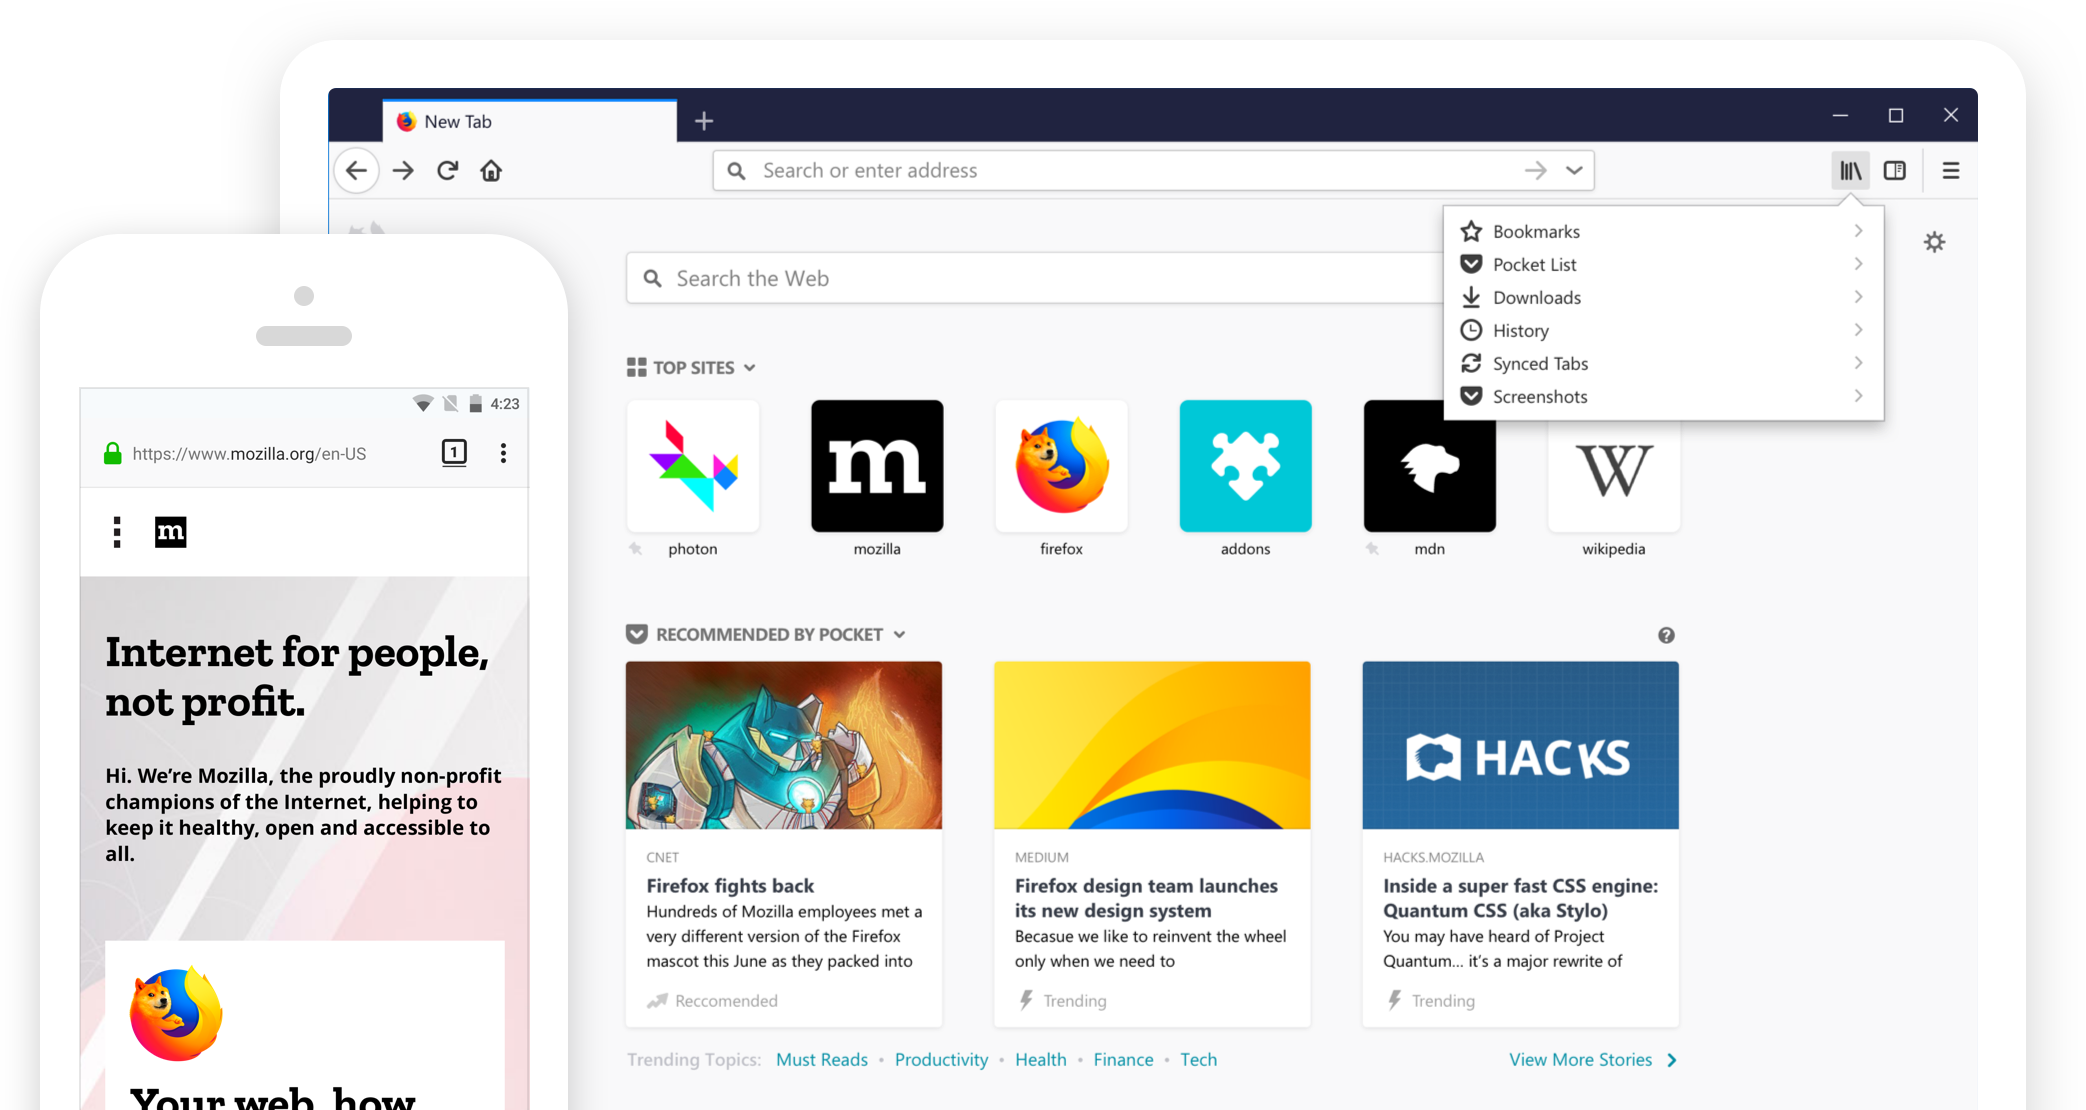 New Tab
Search or enter address
Bookmarks
Pocket List
Downloads
History
Synced Tabs
Screenshots
Search the Web
TOP SITES
m
W
photon
mozilla
firefox
addons
mdn
wikipedia
RECOMMENDED BY POCKET
?
HACKS
CNET
Firefox fights back
Hundreds of Mozilla employees met a
very different version of the Firefox
mascot this June as they packed into
Reccomended
MEDIUM
Firefox design team launches
its new design system
Becasue we like to reinvent the wheel
only when we need to
Trending
HACKS.MOZILLA
Inside a super fast CSS engine:
Quantum CSS (aka Stylo)
You may have heard of Project
Quantum... it's a major rewrite of
Trending
Trending Topics: Must Reads • Productivity • Health • Finance • Tech
View More Stories
4:23
https://www.mozilla.org/en-US
1
m
Internet for people,
not profit.
Hi. We’re Mozilla, the proudly non-profit
champions of the Internet, helping to
keep it healthy, open and accessible to
all.
Your web, how